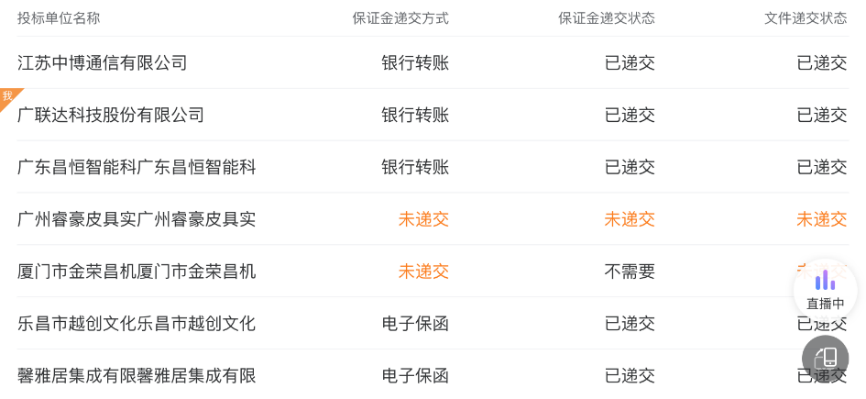 投标单位名称 保证金递交方式 保证金递交状态 文件递交状态
江苏中博通信有限公司 银行转账 已递交 已递交
我
广联达科技股份有限公司 银行转账 已递交 已递交
广东昌恒智能科广东昌恒智能科 银行转账 已递交 已递交
广州睿豪皮具实广州睿豪皮具实 未递交 未递交 未递交
厦门市金荣昌机厦门市金荣昌机 未递交 不需要
直播中
乐昌市越创文化乐昌市越创文化 电子保函 已递交 已递交
馨雅居集成有限馨雅居集成有限 电子保函 已递交 已递交